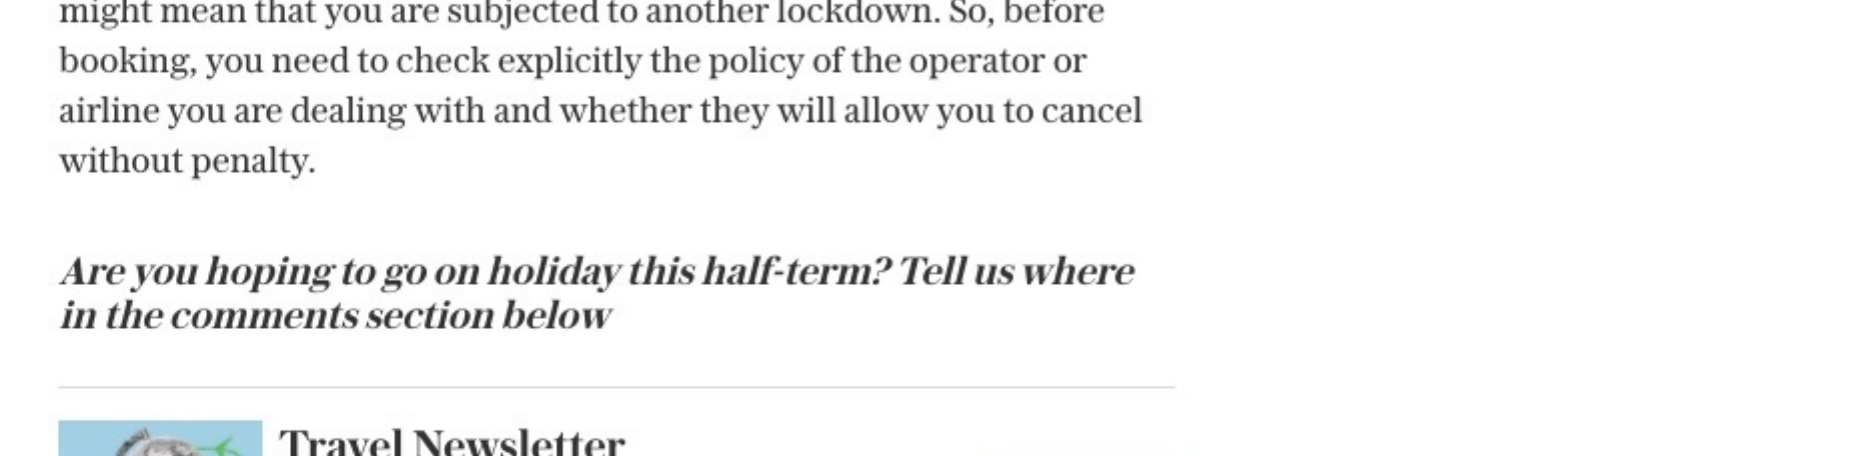 might mean that you are subjected to another lockdown. So, before
booking, you need to check explicitly the policy of the operator or
airline you are dealing with and whether they will allow you to cancel
without penalty.
Are you hoping to go on holiday this half-term? Tell us where
in the comments section below
Travel Newsletter